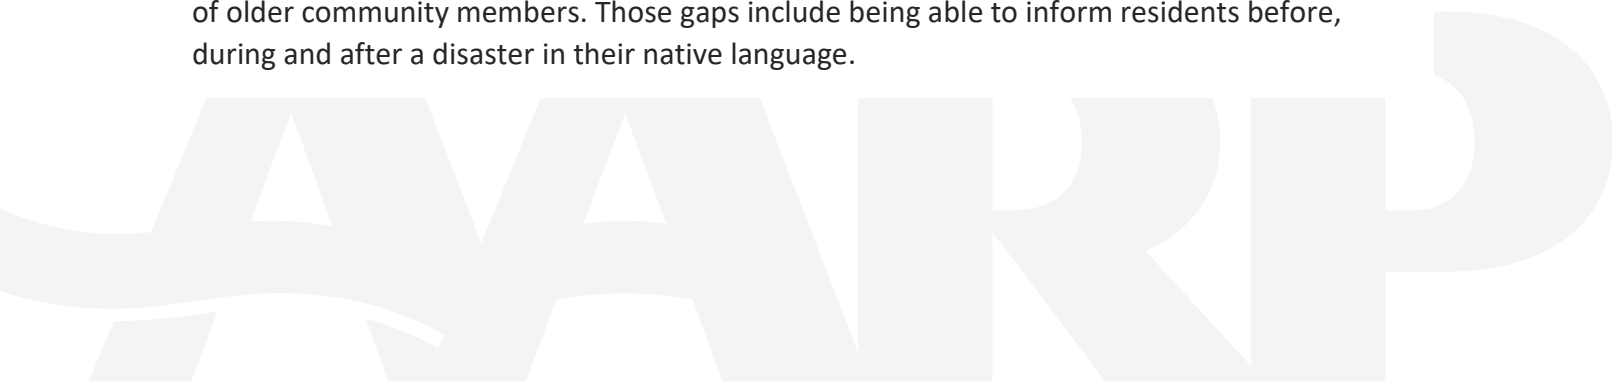 of older community members. Those gaps include being able to inform residents before,
during and after a disaster in their native language.
AARP